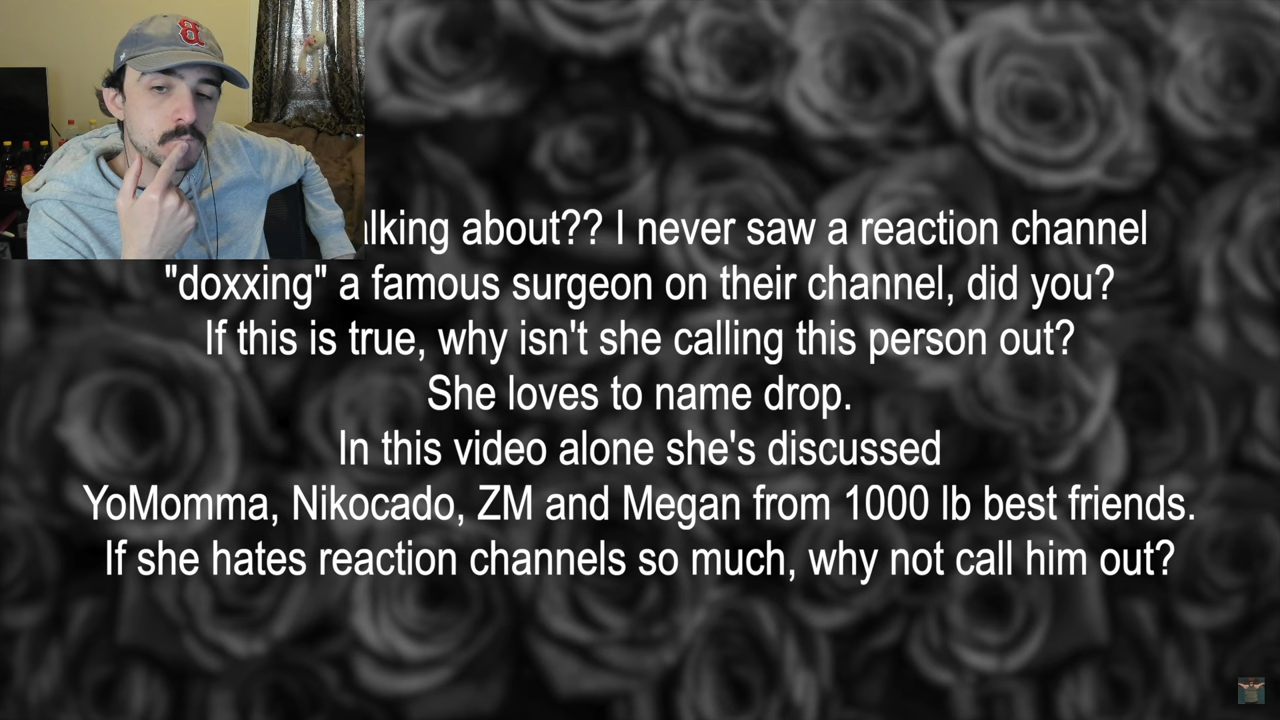 about?? I never saw a reaction channel
"doxxing" a famous surgeon on their channel, did you?
If this is true, why isn't she calling this person out?
She loves to name drop.
In this video alone she's discussed
YoMomma, Nikocado, ZM and Megan from 1000 lb best friends.
If she hates reaction channels so much, why not call him out?